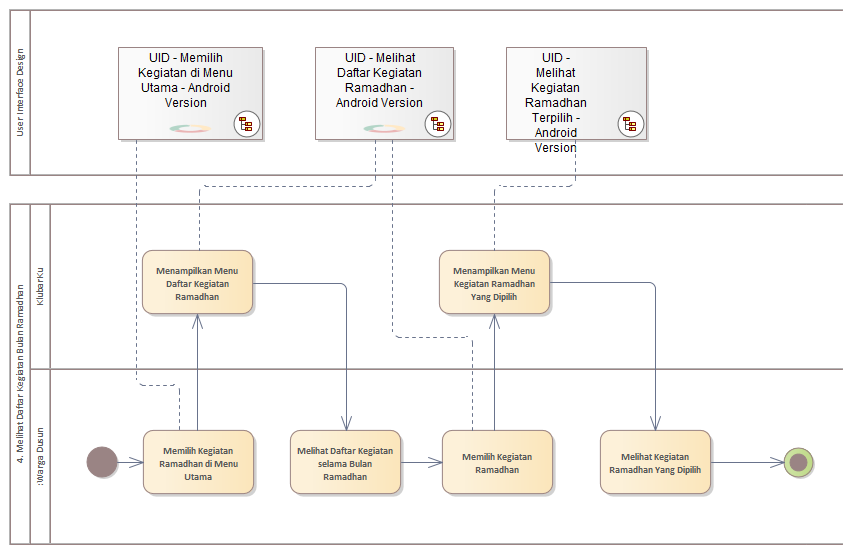 User Interface Design
UID - Memilih
Kegiatan di Menu
Utama - Android
Version
UID - Melihat
Daftar Kegiatan
Ramadhan -
Android Version
UID -
Melihat
Kegiatan
Ramadhan
Terpilih -
Android
Version
4. Melihat Daftar Kegiatan Bulan Ramadhan
KlubarKu
Menampilkan Menu
Daftar Kegiatan
Ramadhan
Menampilkan Menu
Kegiatan Ramadhan
Yang Dipilih
:Warga Dusun
Memilih Kegiatan
Ramadhan di Menu
Utama
Melihat Daftar Kegiatan
selama Bulan
Ramadhan
Memilih Kegiatan
Ramadhan
Melihat Kegiatan
Ramadhan Yang Dipilih